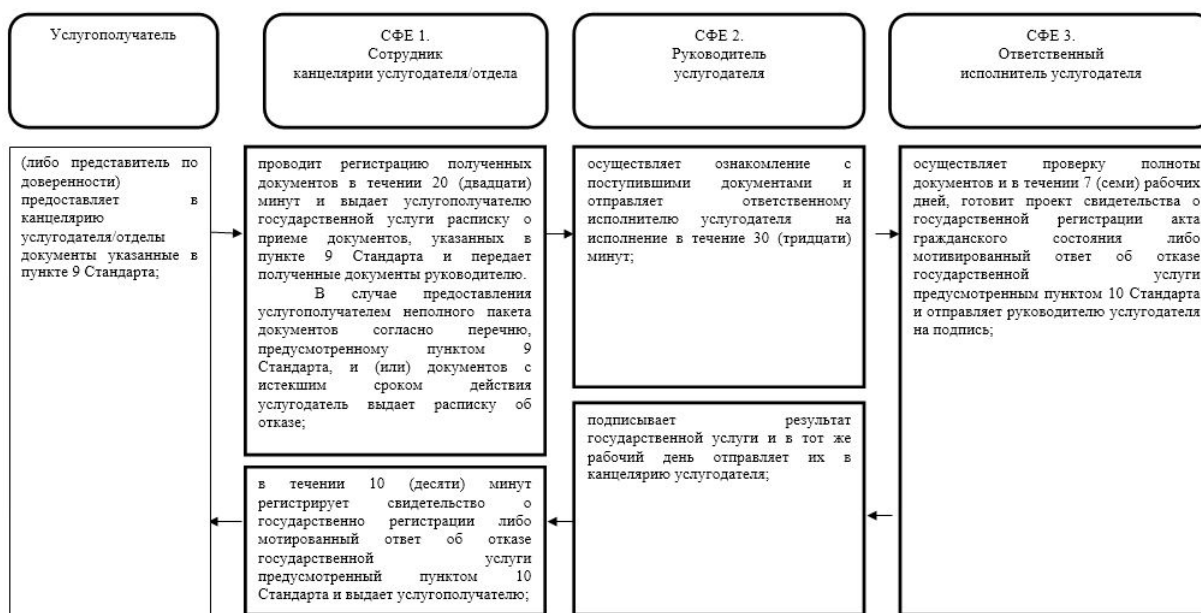 Услугополучатель
СФЕ 1.
Сотрудник
канцелярии услугодателя/отдела
СФЕ 2.
Руководитель
услугодателя
СФЕ 3.
Ответственный
исполнитель услугодателя
(либо представитель по
доверенности)
предоставляет в
канцелярию
услугодателя/отделы
документы указанные в
пункте 9 Стандарта;
проводит регистрацию полученных
документов в течении 20 (двадцати)
минут и выдает услугополучателю
государственной услуги расписку о
приеме документов, указанных в
пункте 9 Стандарта и передает
полученные документы руководителю.
В случае предоставления
услугополучателем неполного пакета
документов согласно перечню,
предусмотренному пунктом 9
Стандарта, и (или) документов с
истекшим сроком действия
услугодатель выдает расписку об
отказе;
осуществляет ознакомление с
поступившими документами и
отправляет ответственному
исполнителю услугодателя на
исполнение в течение 30 (тридцати)
минут;
осуществляет проверку полноты
документов и в течении 7 (семи) рабочих
дней, готовит проект свидетельства о
государственной регистрации акта
гражданского состояния либо
мотивированный ответ об отказе
государственной услуги
предусмотренным пунктом 10 Стандарта
и отправляет руководителю услугодателя
на подпись;
подписывает результат
государственной услуги и в тот же
рабочий день отправляет их в
канцелярию услугодателя;
в течении 10 (десяти) минут
регистрирует свидетельство о
государственно регистрации либо
мотированный ответ об отказе
государственной услуги
предусмотренный пунктом 10
Стандарта и выдает услугополучателю;